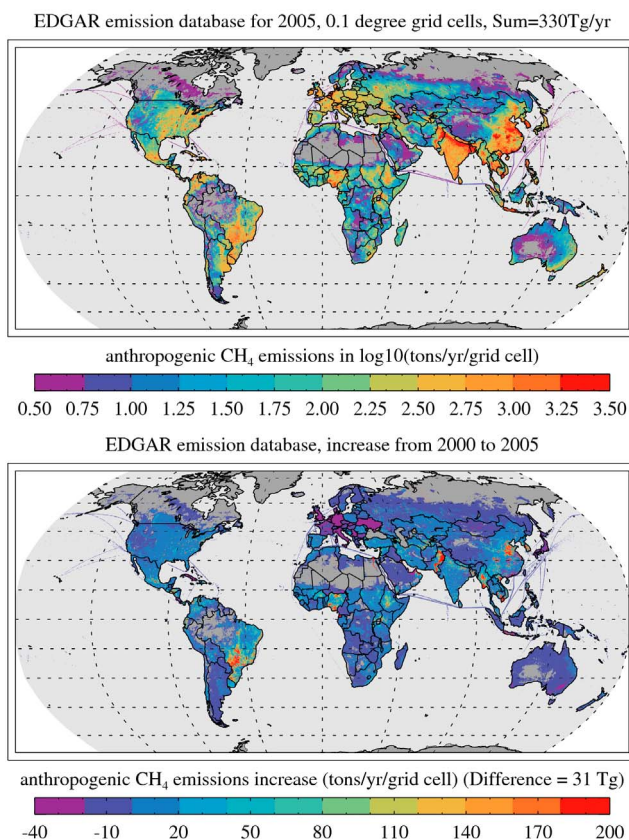 EDGAR emission database for 2005, 0.1 degree grid cells, Sum=330Tg/yr
anthropogenic CH₄ emissions in log10(tons/yr/grid cell)
0.50 0.75 1.00 1.25 1.50 1.75 2.00 2.25 2.50 2.75 3.00 3.25 3.50
EDGAR emission database, increase from 2000 to 2005
anthropogenic CH₄ emissions increase (tons/yr/grid cell) (Difference = 31 Tg)
-40 -10 20 50 80 110 140 170 200